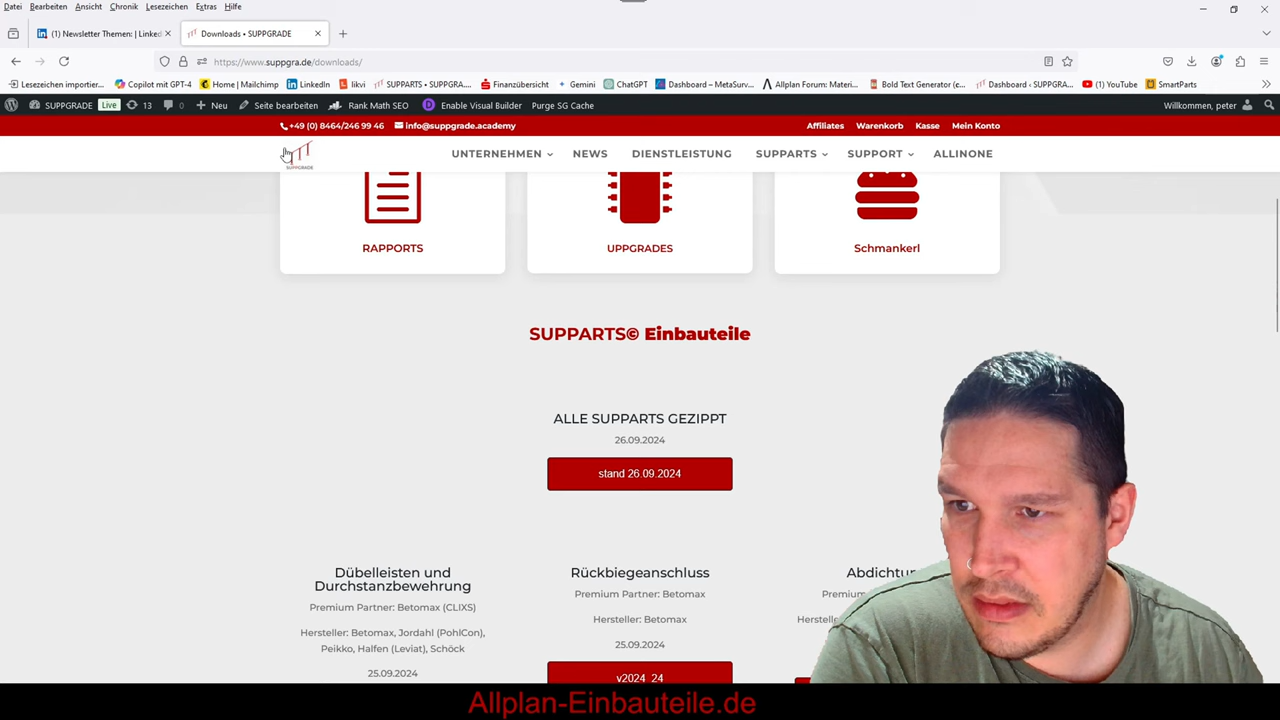 Datei Bearbeiten Ansicht Chronik Lesezeichen Extras Hilfe
(1) Newsletter Themen: | Linked
Downloads • SUPPGRADE
https://www.suppgra.de/downloads/
Lesezeichen importier... Copilot mit GPT-4 Home | Mailchimp LinkedIn likvi SUPPARTS • SUPPGRA... Finanzübersicht Gemini ChatGPT Dashboard – MetaSurv... Allplan Forum: Materi... Bold Text Generator (e... Dashboard ‹ SUPPGRA... (1) YouTube SmartParts
SUPPGRADE Live 13 0 Neu Seite bearbeiten Rank Math SEO Enable Visual Builder Purge SG Cache Willkommen, peter
+49 (0) 8464/246 99 46 info@suppgrade.academy Affiliates Warenkorb Kasse Mein Konto
SUPPGRADE
UNTERNEHMEN NEWS DIENSTLEISTUNG SUPPARTS SUPPORT ALLINONE
RAPPORTS UPPGRADES Schmankerl
SUPPARTS© Einbauteile
ALLE SUPPARTS GEZIPPT
26.09.2024
stand 26.09.2024
Dübelleisten und
Durchstanzbewehrung
Premium Partner: Betomax (CLIXS)
Hersteller: Betomax, Jordahl (PohlCon),
Peikko, Halfen (Leviat), Schöck
25.09.2024
Rückbiegeanschluss
Premium Partner: Betomax
Hersteller: Betomax
25.09.2024
v2024_24
Allplan-Einbauteile.de